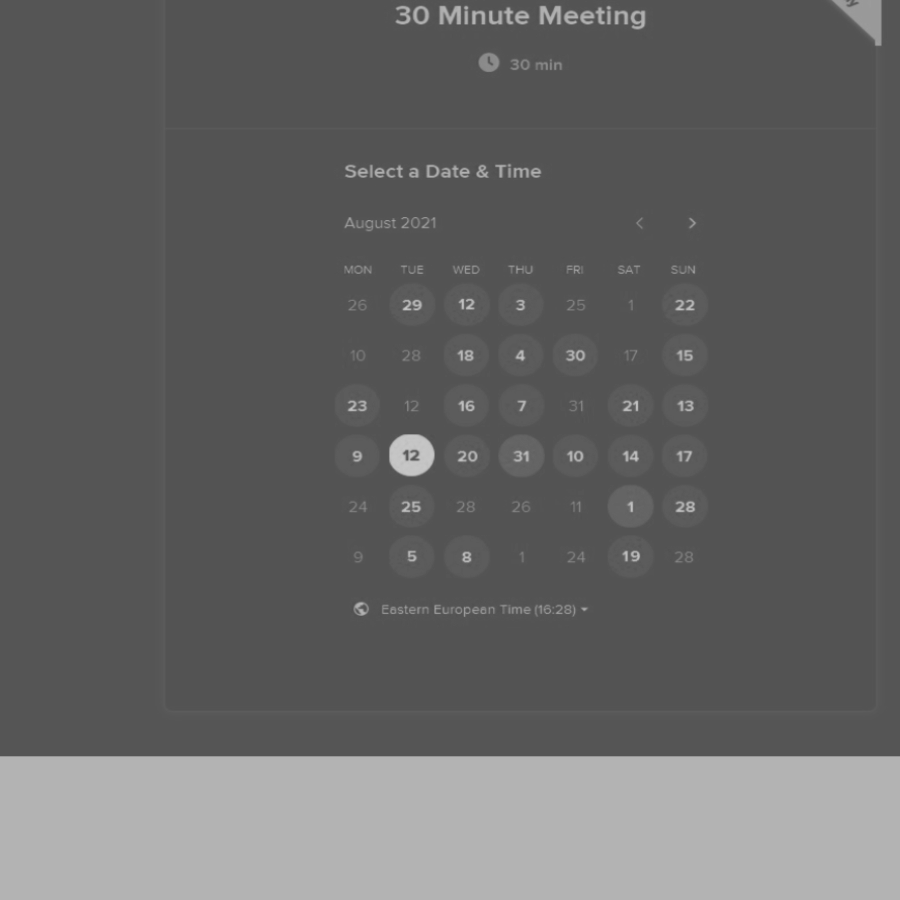 30 Minute Meeting
30 min
Select a Date & Time
August 2021
MON TUE WED THU FRI SAT SUN
26 29 12 3 25 1 22
10 28 18 4 30 17 15
23 12 16 7 31 21 13
9 12 20 31 10 14 17
24 25 28 26 11 1 28
9 5 8 1 24 19 28
Eastern European Time (16:28)